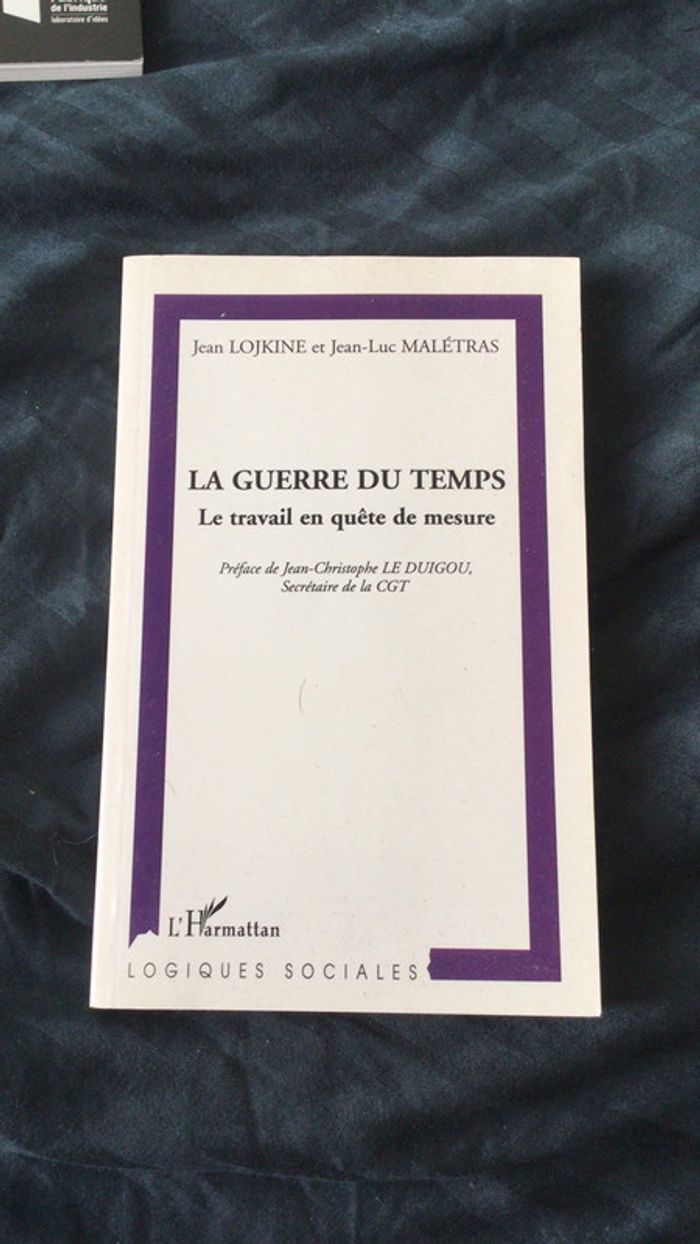 de l'industrie
laboratoire d'idées
Jean LOJKINE et Jean-Luc MALÉTRAS
LA GUERRE DU TEMPS
Le travail en quête de mesure
Préface de Jean-Christophe LE DUIGOU,
Secrétaire de la CGT
L'Harmattan
LOGIQUES SOCIALES